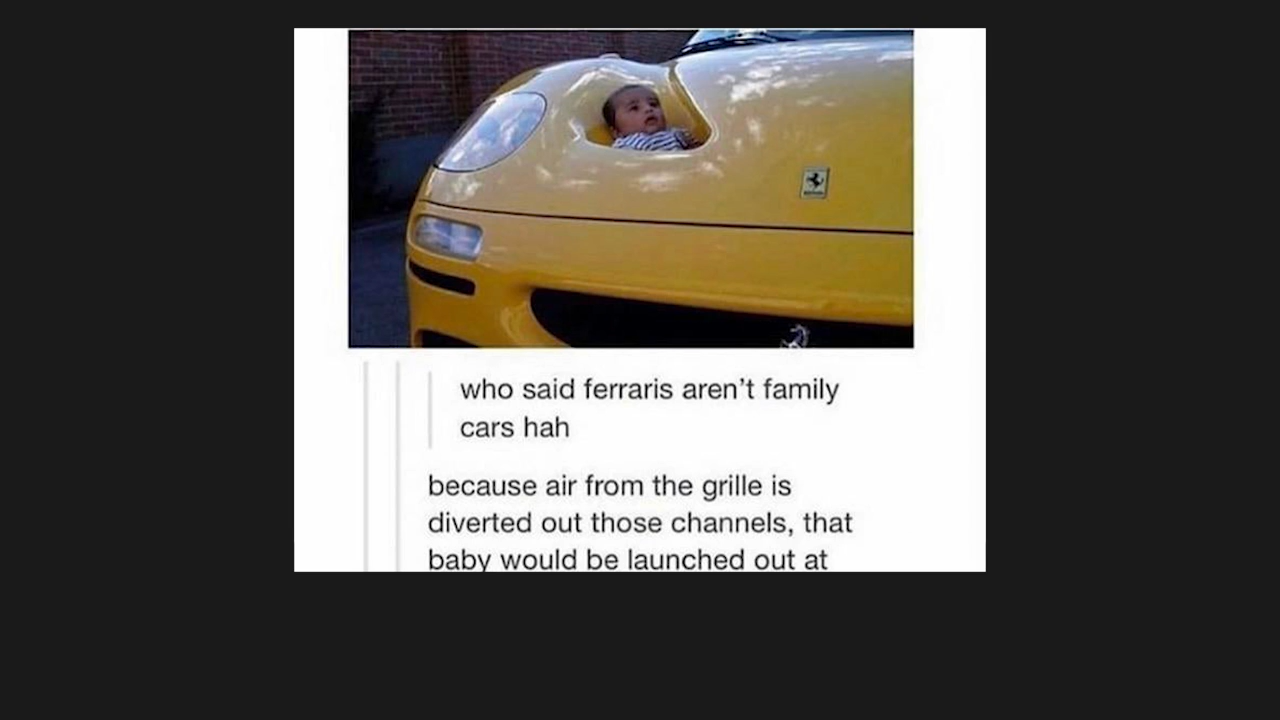 who said ferraris aren't family
cars hah
because air from the grille is
diverted out those channels, that
baby would be launched out at